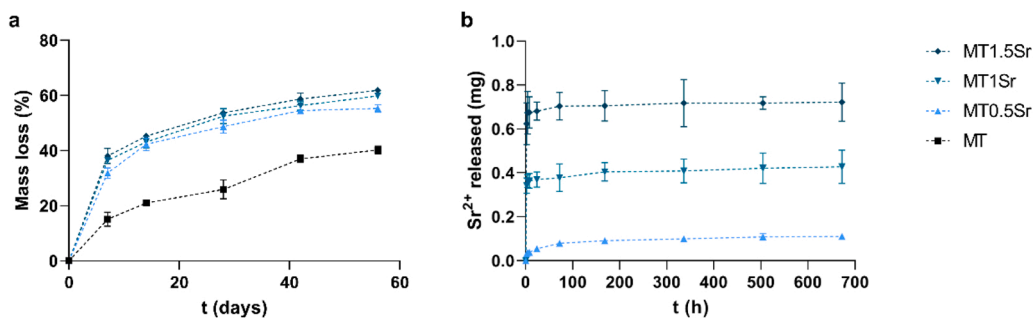 a
80
60
40
20
0
Mass loss (%)
0 20 40 60
t (days)
b
1.0
0.8
0.6
0.4
0.2
0.0
Sr2+ released (mg)
0 100 200 300 400 500 600 700
t (h)
MT1.5Sr
MT1Sr
MT0.5Sr
MT